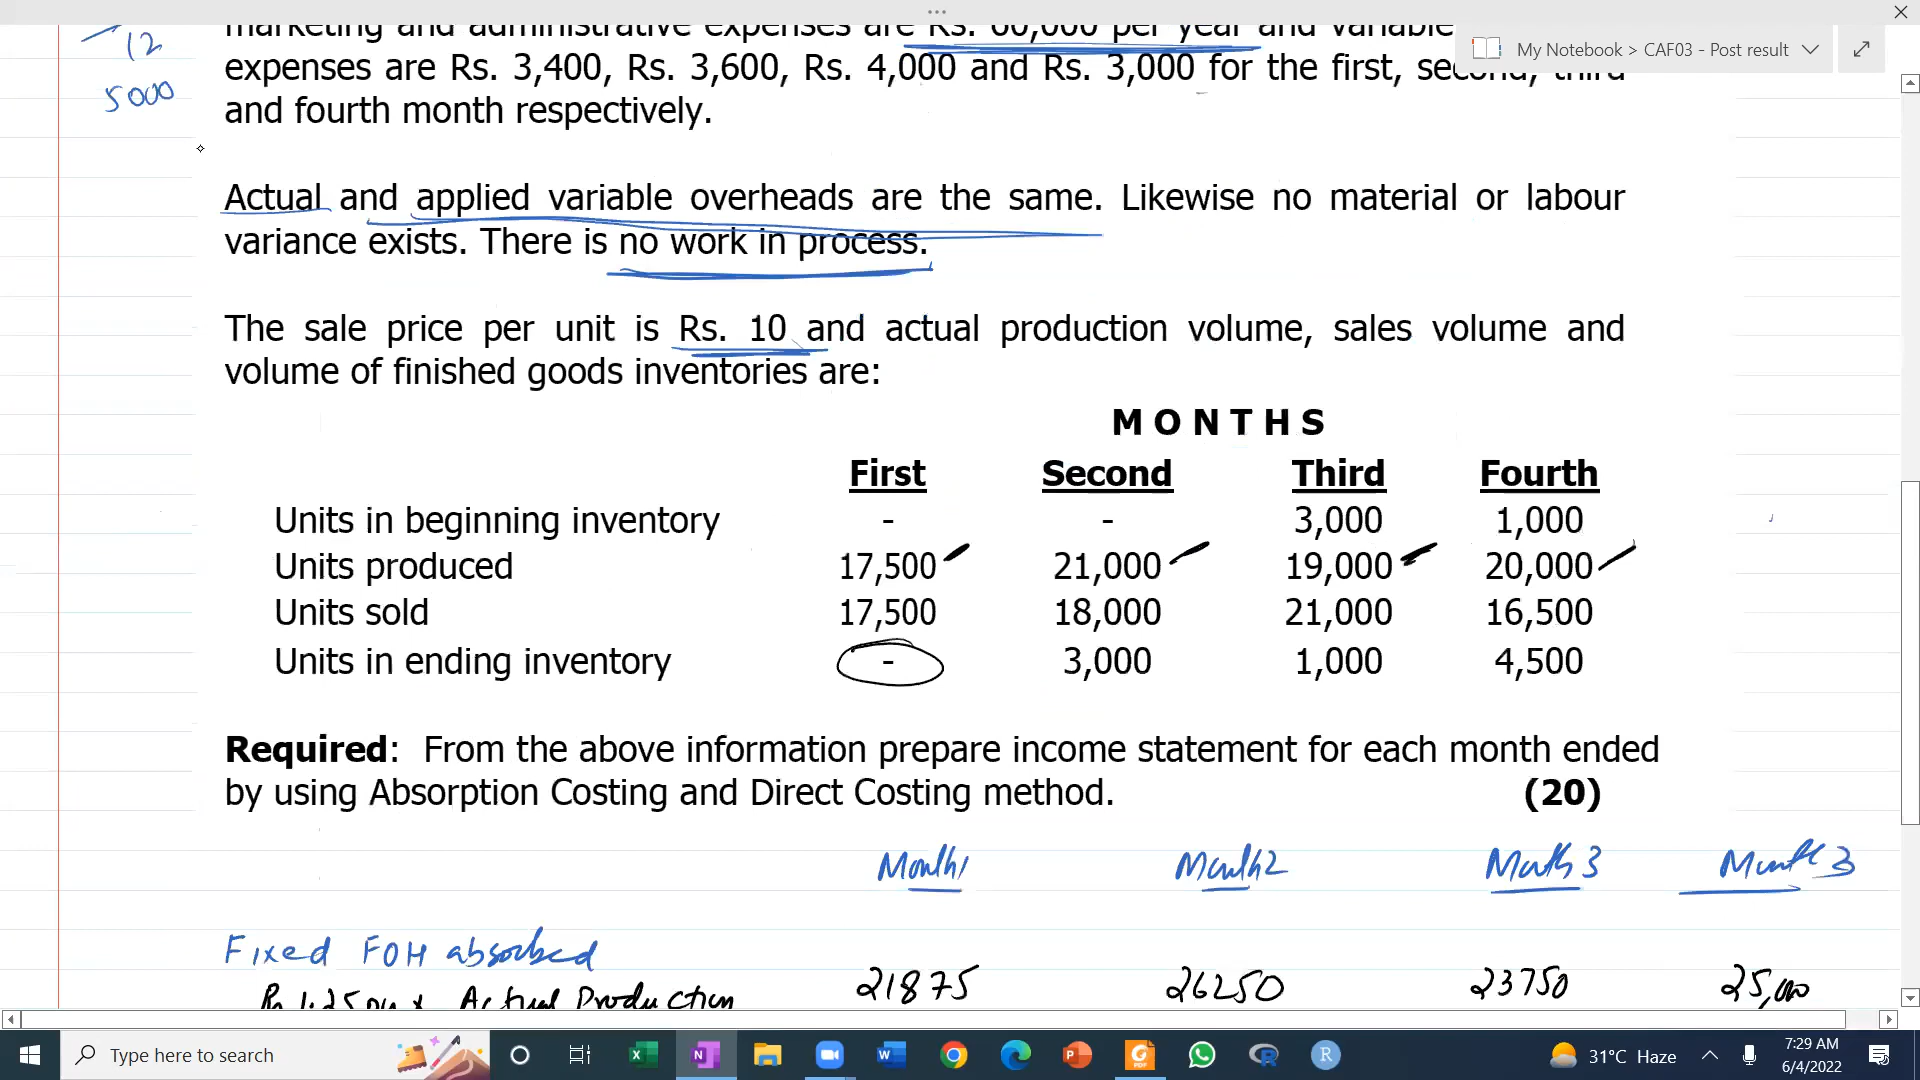 12
5000
marketing and administrative expenses are Rs. 60,000 per year and variable
expenses are Rs. 3,400, Rs. 3,600, Rs. 4,000 and Rs. 3,000 for the first, second, third
and fourth month respectively.
My Notebook > CAF03 - Post result
Actual and applied variable overheads are the same. Likewise no material or labour
variance exists. There is no work in process.
The sale price per unit is Rs. 10 and actual production volume, sales volume and
volume of finished goods inventories are:
M O N T H S
First Second Third Fourth
Units in beginning inventory - - 3,000 1,000
Units produced 17,500 21,000 19,000 20,000
Units sold 17,500 18,000 21,000 16,500
Units in ending inventory - 3,000 1,000 4,500
Required: From the above information prepare income statement for each month ended
by using Absorption Costing and Direct Costing method. (20)
Month1 Month2 Month 3 Month 3
Fixed FOH absorbed
21875 26250 23750 25,000
Actual Production
Type here to search
31°C Haze
7:29 AM
6/4/2022